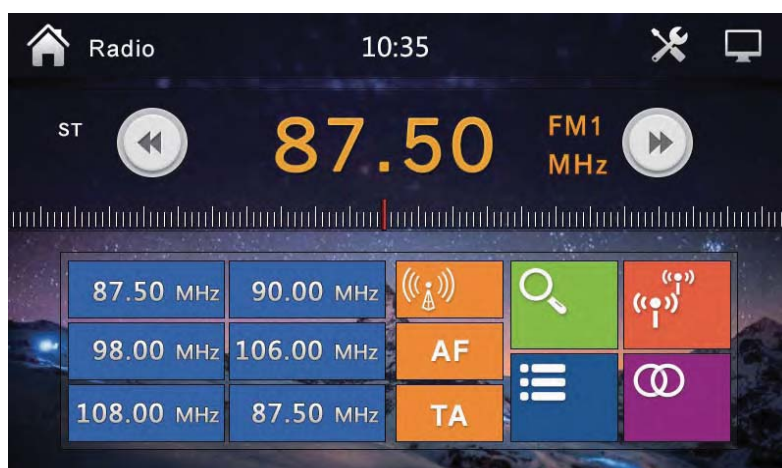 Radio
10:35
ST
87.50
FM1
MHz
87.50 MHz
90.00 MHz
98.00 MHz
106.00 MHz
AF
108.00 MHz
87.50 MHz
TA